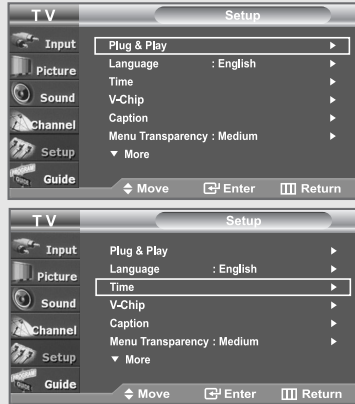 TV Setup
Input
Plug & Play
Picture
Language : English
Time
Sound
V-Chip
Channel
Caption
Setup
Menu Transparency : Medium
▼ More
Guide
Move Enter Return
TV Setup
Input
Plug & Play
Picture
Language : English
Time
Sound
V-Chip
Channel
Caption
Setup
Menu Transparency : Medium
▼ More
Guide
Move Enter Return